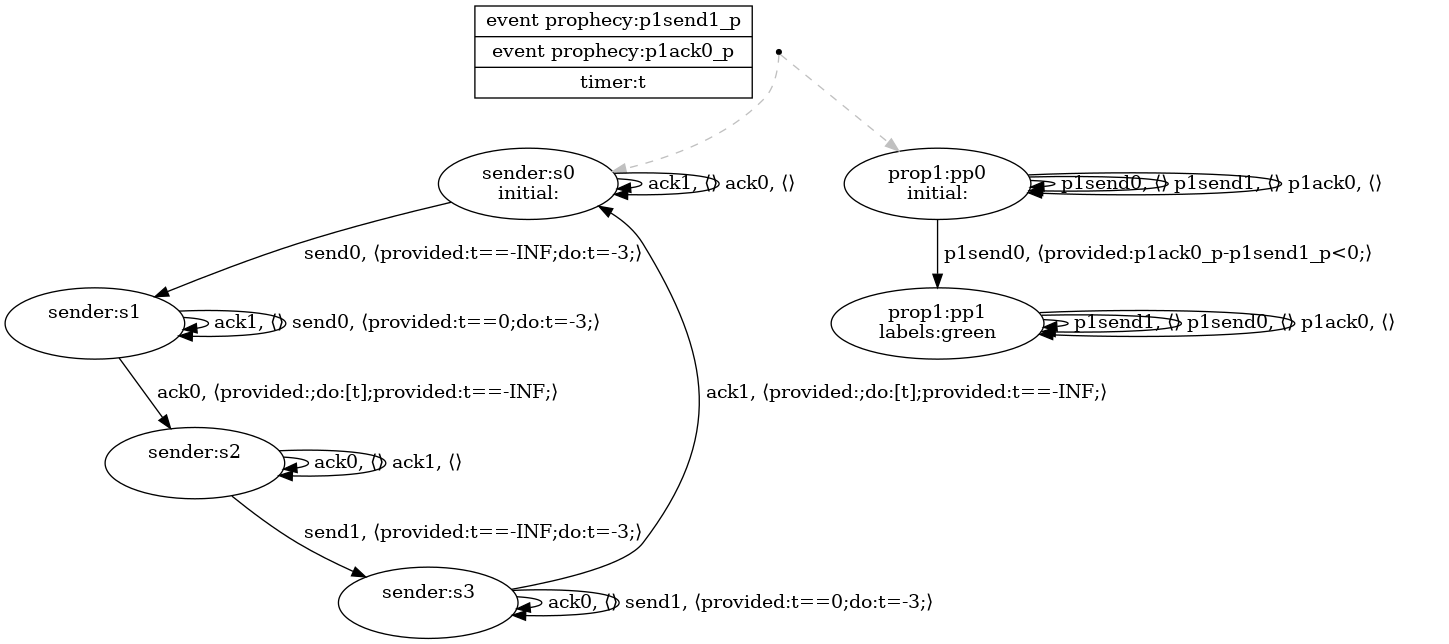 event prophecy:p1send1_p
event prophecy:p1ack0_p
timer:t
sender:s0
initial:
ack1, ⟨⟩
ack0, ⟨⟩
prop1:pp0
initial:
p1send0, ⟨⟩
p1send1, ⟨⟩
p1ack0, ⟨⟩
send0, ⟨provided:t==-INF;do:t=-3;⟩
p1send0, ⟨provided:p1ack0_p-p1send1_p<0;⟩
sender:s1
ack1, ⟨⟩
send0, ⟨provided:t==0;do:t=-3;⟩
prop1:pp1
labels:green
p1send1, ⟨⟩
p1send0, ⟨⟩
p1ack0, ⟨⟩
ack0, ⟨provided:;do:[t];provided:t==-INF;⟩
ack1, ⟨provided:;do:[t];provided:t==-INF;⟩
sender:s2
ack0, ⟨⟩
ack1, ⟨⟩
send1, ⟨provided:t==-INF;do:t=-3;⟩
sender:s3
ack0, ⟨⟩
send1, ⟨provided:t==0;do:t=-3;⟩